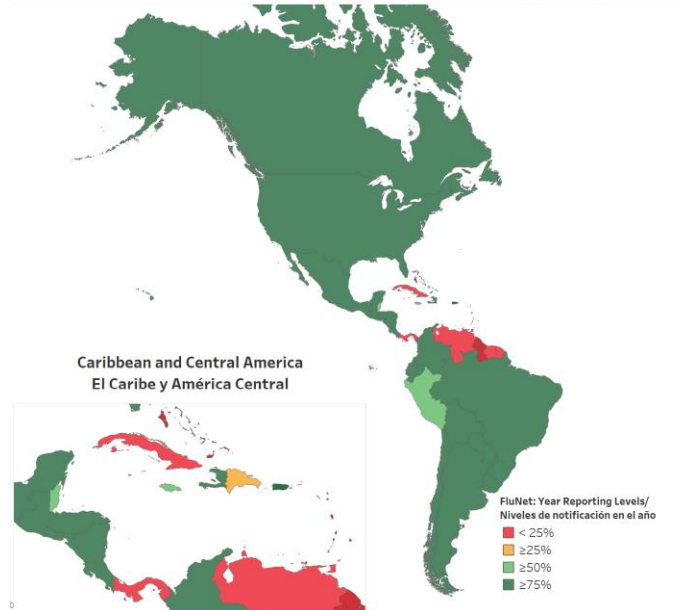 Caribbean and Central America
El Caribe y América Central
FluNet: Year Reporting Levels/
Niveles de notificación en el año
< 25%
≥25%
≥50%
≥75%